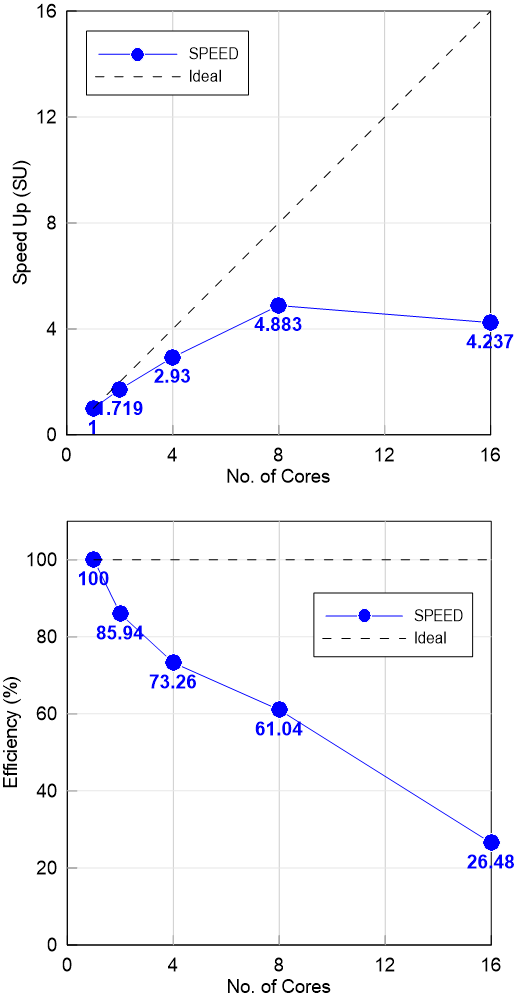 16
SPEED
Ideal
12
Speed Up (SU)
8
4.883
4
4.237
2.93
1.719
1
0
0 4 8 12 16
No. of Cores
100
100
SPEED
85.94
Ideal
80
73.26
Efficiency (%)
60
61.04
40
26.48
20
0
0 4 8 12 16
No. of Cores